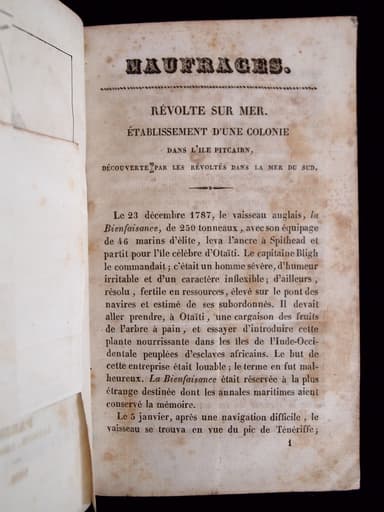 NAUFRAGES.
RÉVOLTE SUR MER.
ÉTABLISSEMENT D'UNE COLONIE
DANS L'ILE PITCAIRN,
DÉCOUVERTE PAR LES RÉVOLTÉS DANS LA MER DU SUD.
Le 23 décembre 1787, le vaisseau anglais, la
Bienfaisance, de 250 tonneaux, avec son équipage
de 46 marins d'élite, leva l'ancre à Spithead et
partit pour l'île célèbre d'Otaïti. Le capitaine Bligh
le commandait; c'était un homme sévère, d'humeur
irritable et d'un caractère inflexible; d'ailleurs,
résolu, fertile en ressources, élevé sur le pont des
navires et estimé de ses subordonnés. Il devait
aller prendre, à Otaïti, une cargaison des fruits
de l'arbre à pain, et essayer d'introduire cette
plante nourrissante dans les îles de l'Inde-Occi-
dentale peuplées d'esclaves africains. Le but de
cette entreprise était louable; le terme en fut mal-
heureux. La Bienfaisance était réservée à la plus
étrange destinée dont les annales maritimes aient
conservé la mémoire.
Le 5 janvier, après une navigation difficile, le
vaisseau se trouva en vue du pic de Ténériffe;
1